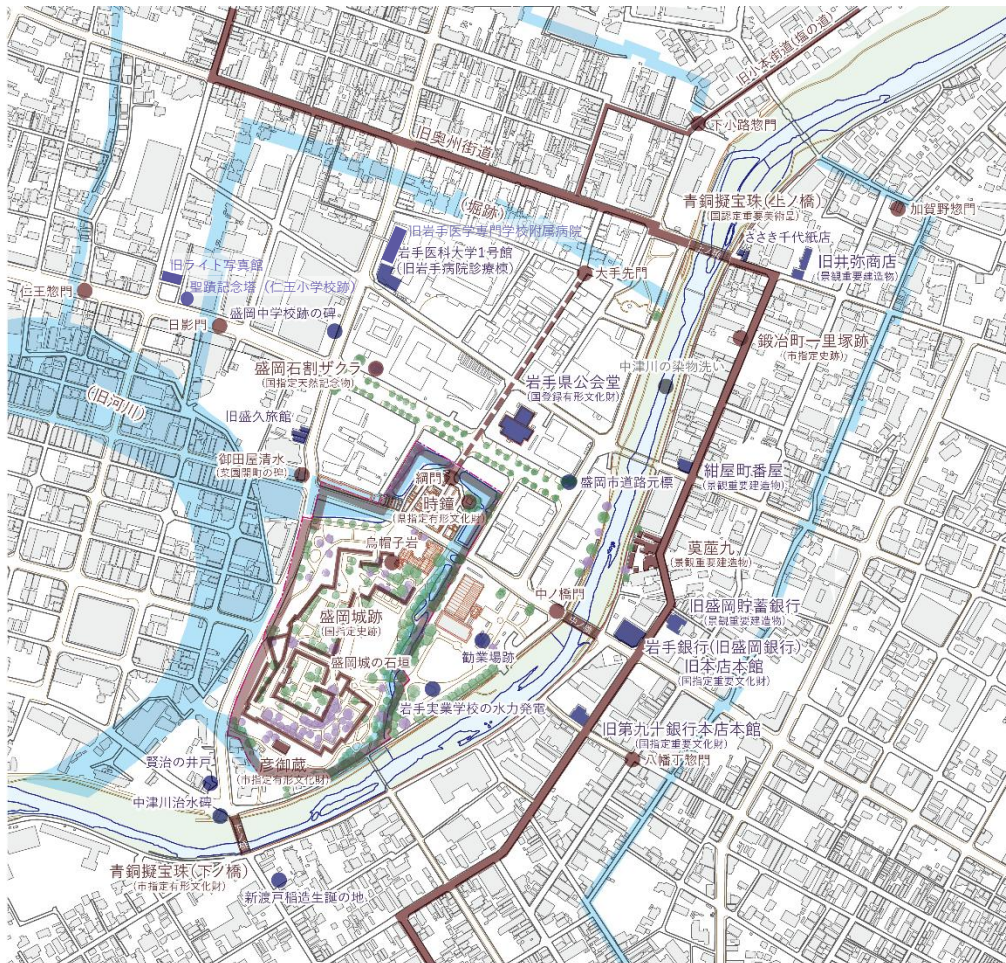 旧小本街道(塩の道)
下小路惣門
旧奥州街道
(堀跡)
青銅擬宝珠(上ノ橋)
(国認定重要美術品)
加賀野惣門
ささき千代紙店
旧井弥商店
(景観重要建造物)
旧岩手医学専門学校附属病院
岩手医科大学1号館
(旧岩手病院診療棟)
大手先門
旧ライト写真館
聖蹟記念塔(仁王小学校跡)
仁王惣門
日影門
盛岡中学校跡の碑
鍛冶町一里塚跡
(市指定史跡)
盛岡石割ザクラ
(国指定天然記念物)
中津川の染物洗い
岩手県公会堂
(国登録有形文化財)
(旧河川)
旧盛久旅館
御田屋清水
(菜園開町の碑)
綱門
時鐘
(県指定有形文化財)
盛岡市道路元標
紺屋町番屋
(景観重要建造物)
烏帽子岩
茣蓙九
(景観重要建造物)
盛岡城跡
(国指定史跡)
中ノ橋門
中ノ橋
旧盛岡貯蓄銀行
(景観重要建造物)
勧業場跡
岩手銀行(旧盛岡銀行)
旧本店本館
(国指定重要文化財)
盛岡城の石垣
岩手実業学校の水力発電
旧第九十銀行本店本館
(国指定重要文化財)
八幡丁惣門
彦御蔵
(市指定有形文化財)
賢治の井戸
中津川治水碑
青銅擬宝珠(下ノ橋)
(市指定有形文化財)
新渡戸稲造生誕の地